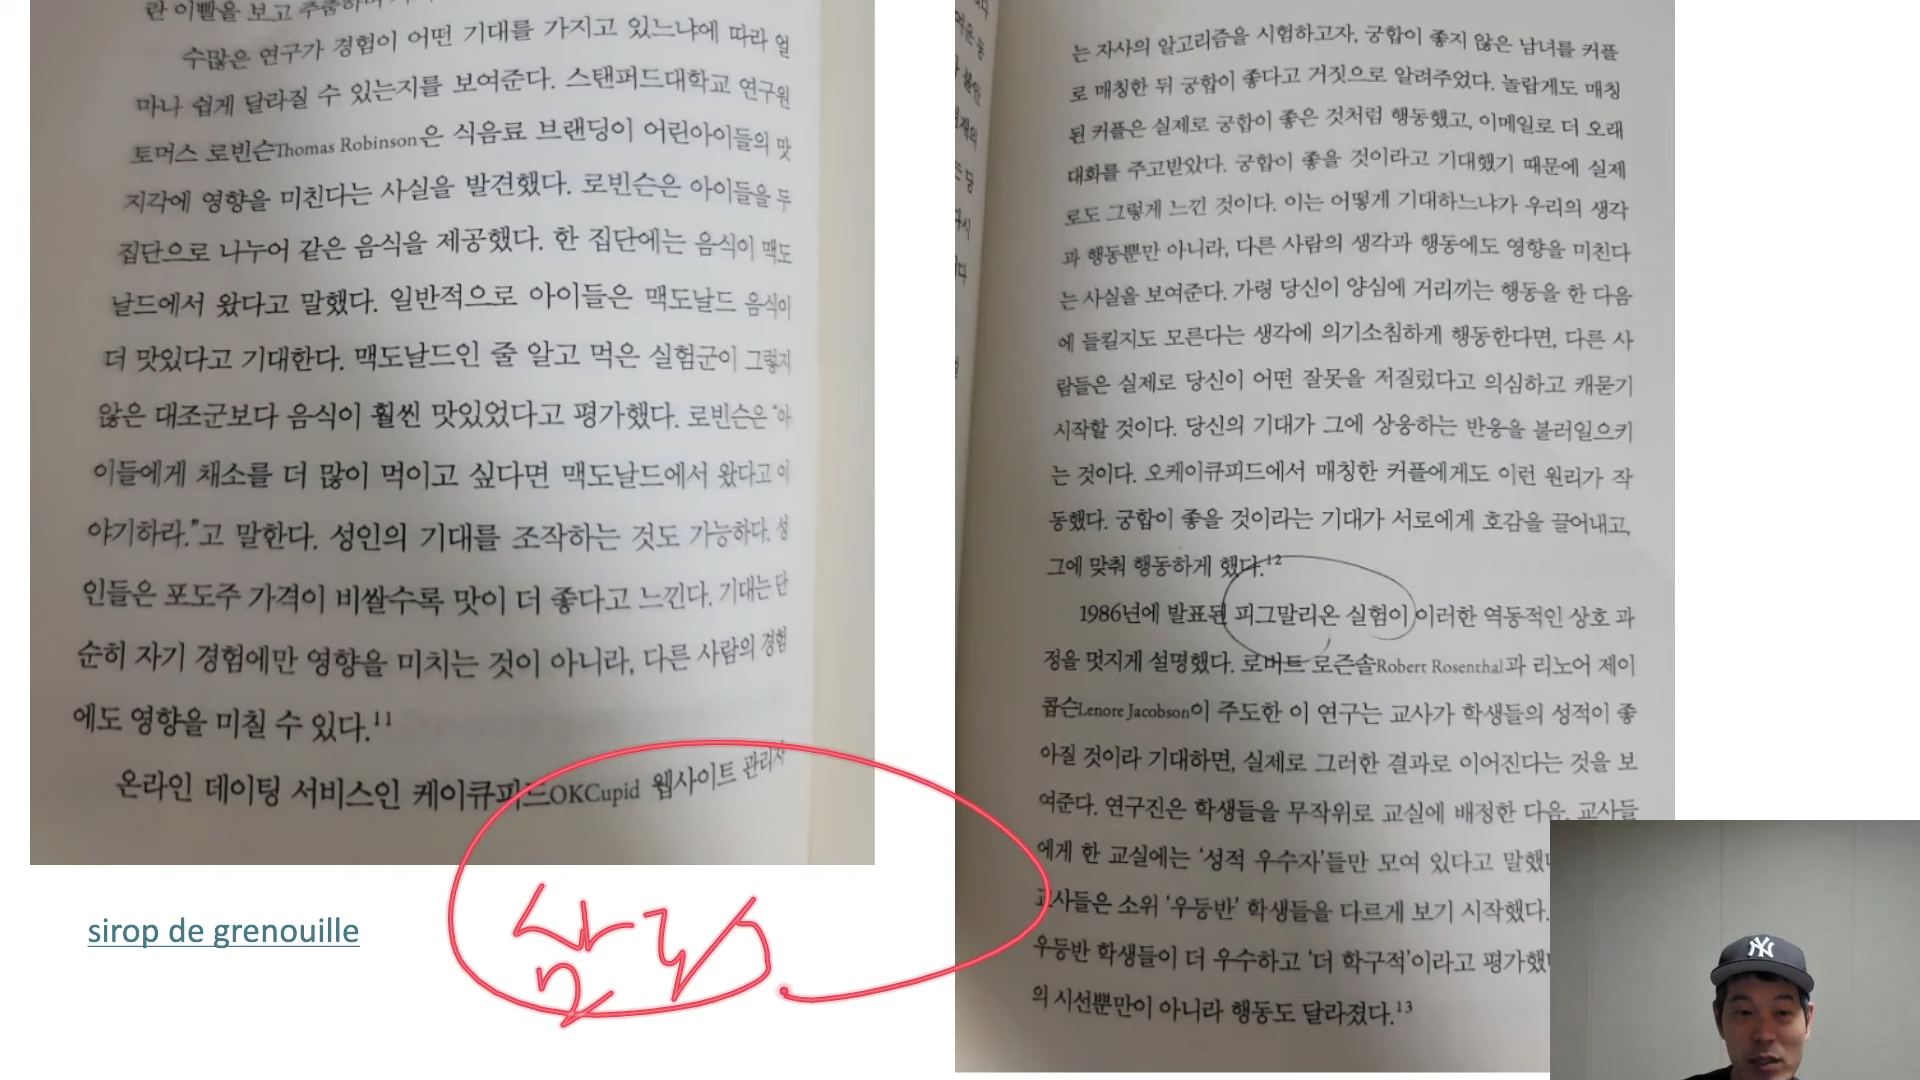 란 이빨을 보고 주춤하며
수많은 연구가 경험이 어떤 기대를 가지고 있느냐에 따라 얼
마나 쉽게 달라질 수 있는지를 보여준다. 스탠퍼드대학교 연구원
토머스 로빈슨Thomas Robinson은 식음료 브랜딩이 어린아이들의 맛
지각에 영향을 미친다는 사실을 발견했다. 로빈슨은 아이들을 두
집단으로 나누어 같은 음식을 제공했다. 한 집단에는 음식이 맥도
날드에서 왔다고 말했다. 일반적으로 아이들은 맥도날드 음식이
더 맛있다고 기대한다. 맥도날드인 줄 알고 먹은 실험군이 그렇지
않은 대조군보다 음식이 훨씬 맛있었다고 평가했다. 로빈슨은 “아
이들에게 채소를 더 많이 먹이고 싶다면 맥도날드에서 왔다고 이
야기하라.”고 말한다. 성인의 기대를 조작하는 것도 가능하다. 성
인들은 포도주 가격이 비쌀수록 맛이 더 좋다고 느낀다. 기대는 단
순히 자기 경험에만 영향을 미치는 것이 아니라, 다른 사람의 경험
에도 영향을 미칠 수 있다.11
온라인 데이팅 서비스인 케이큐피드OKCupid 웹사이트 관리자
sirop de grenouille
는 자사의 알고리즘을 시험하고자, 궁합이 좋지 않은 남녀를 커플
로 매칭한 뒤 궁합이 좋다고 거짓으로 알려주었다. 놀랍게도 매칭
된 커플은 실제로 궁합이 좋은 것처럼 행동했고, 이메일로 더 오래
대화를 주고받았다. 궁합이 좋을 것이라고 기대했기 때문에 실제
로도 그렇게 느낀 것이다. 이는 어떻게 기대하느냐가 우리의 생각
과 행동뿐만 아니라, 다른 사람의 생각과 행동에도 영향을 미친다
는 사실을 보여준다. 가령 당신이 양심에 거리끼는 행동을 한 다음
에 들킬지도 모른다는 생각에 의기소침하게 행동한다면, 다른 사
람들은 실제로 당신이 어떤 잘못을 저질렀다고 의심하고 캐묻기
시작할 것이다. 당신의 기대가 그에 상응하는 반응을 불러일으키
는 것이다. 오케이큐피드에서 매칭한 커플에게도 이런 원리가 작
동했다. 궁합이 좋을 것이라는 기대가 서로에게 호감을 끌어내고,
그에 맞춰 행동하게 했다.12
1986년에 발표된 피그말리온 실험이 이러한 역동적인 상호 과
정을 멋지게 설명했다. 로버트 로즌솔Robert Rosenthal과 리노어 제이
콥슨Lenore Jacobson이 주도한 이 연구는 교사가 학생들의 성적이 좋
아질 것이라 기대하면, 실제로 그러한 결과로 이어진다는 것을 보
여준다. 연구진은 학생들을 무작위로 교실에 배정한 다음, 교사들
에게 한 교실에는 ‘성적 우수자’들만 모여 있다고 말했
교사들은 소위 ‘우등반’ 학생들을 다르게 보기 시작했다.
우등반 학생들이 더 우수하고 ‘더 학구적’이라고 평가했
의 시선뿐만이 아니라 행동도 달라졌다.13
NY